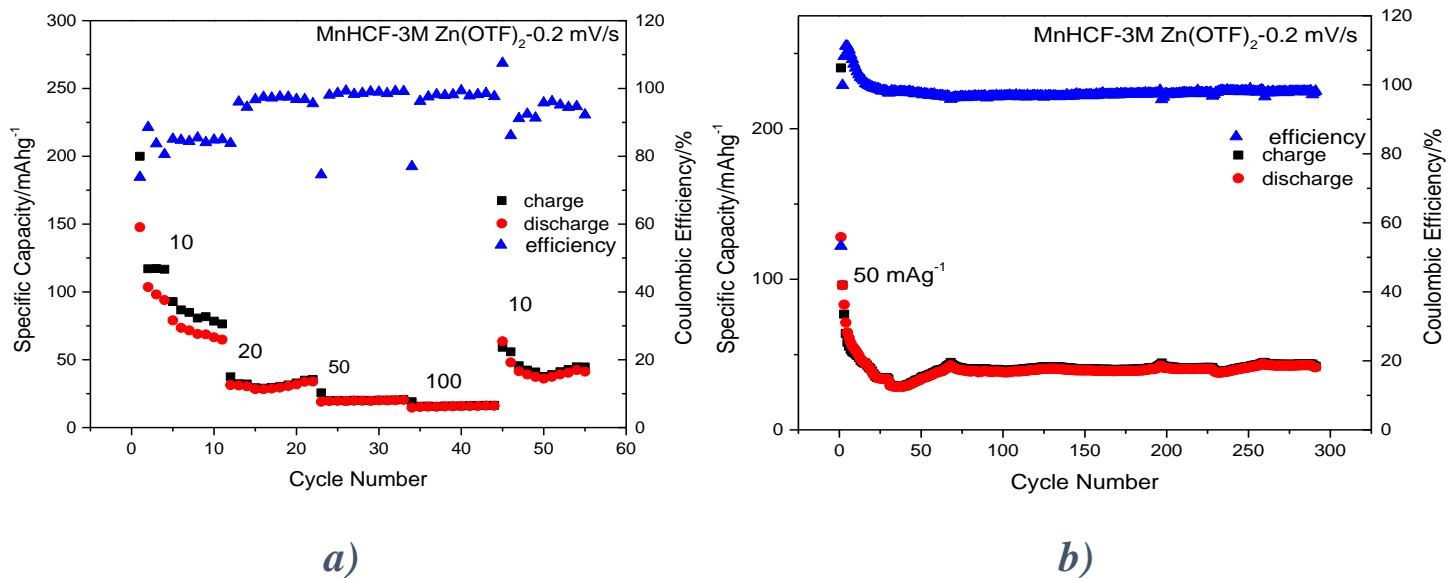 MnHCF-3M Zn(OTF)₂-0.2 mV/s
Specific Capacity/mAhg⁻¹
300
250
200
150
100
50
0
10
20
50
100
10
charge
discharge
efficiency
120
100
80
60
40
20
0
Coulombic Efficiency/%
0 10 20 30 40 50 60
Cycle Number
a)
MnHCF-3M Zn(OTF)₂-0.2 mV/s
Specific Capacity/mAhg⁻¹
200
100
0
50 mAg⁻¹
efficiency
charge
discharge
120
100
80
60
40
20
0
Coulombic Efficiency/%
0 50 100 150 200 250 300
Cycle Number
b)